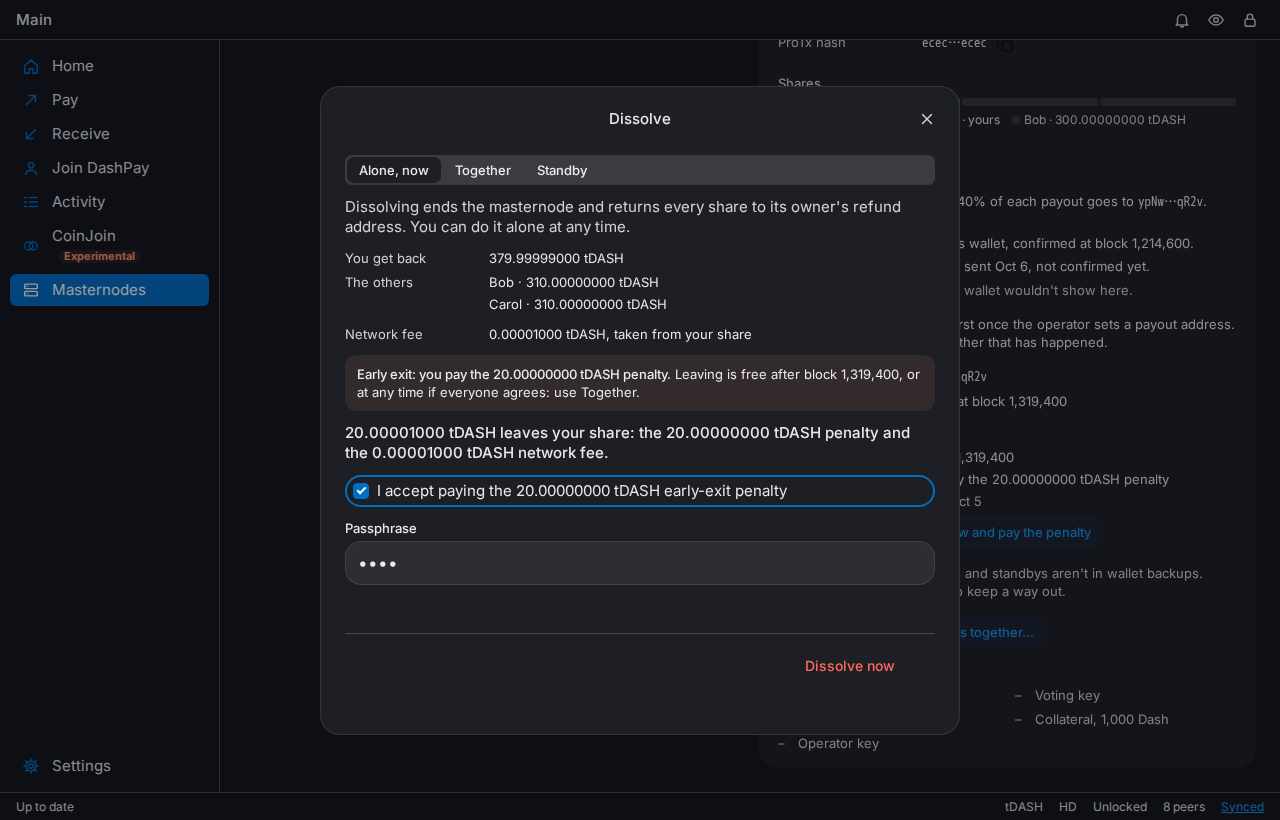 Main
Home
Pay
Receive
Join DashPay
Activity
CoinJoin
Experimental
Masternodes
Settings
ProTx hash
ecec···ecec
Shares
· yours
Bob · 300.00000000 tDASH
40% of each payout goes to ypNw···qR2v.
s wallet, confirmed at block 1,214,600.
sent Oct 6, not confirmed yet.
wallet wouldn't show here.
rst once the operator sets a payout address.
ther that has happened.
qR2v
at block 1,319,400
1,319,400
y the 20.00000000 tDASH penalty
ct 5
w and pay the penalty
and standbys aren't in wallet backups.
o keep a way out.
s together...
– Voting key
– Collateral, 1,000 Dash
– Operator key
Dissolve
Alone, now
Together
Standby
Dissolving ends the masternode and returns every share to its owner's refund
address. You can do it alone at any time.
You get back
379.99999000 tDASH
The others
Bob · 310.00000000 tDASH
Carol · 310.00000000 tDASH
Network fee
0.00001000 tDASH, taken from your share
Early exit: you pay the 20.00000000 tDASH penalty. Leaving is free after block 1,319,400, or
at any time if everyone agrees: use Together.
20.00001000 tDASH leaves your share: the 20.00000000 tDASH penalty and
the 0.00001000 tDASH network fee.
I accept paying the 20.00000000 tDASH early-exit penalty
Passphrase
••••
Dissolve now
Up to date
tDASH
HD
Unlocked
8 peers
Synced